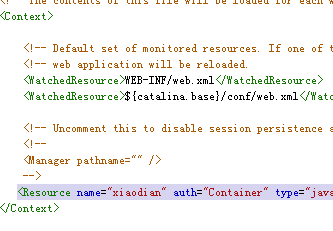 <!-- The contents of this file will be loaded for each w
<Context>
<!-- Default set of monitored resources. If one of t
<!-- web application will be reloaded.
<WatchedResource>WEB-INF/web.xml</WatchedResource>
<WatchedResource>${catalina.base}/conf/web.xml</Watc
<!-- Uncomment this to disable session persistence a
<!--
<Manager pathname="" />
-->
<Resource name="xiaodian" auth="Container" type="java
</Context>